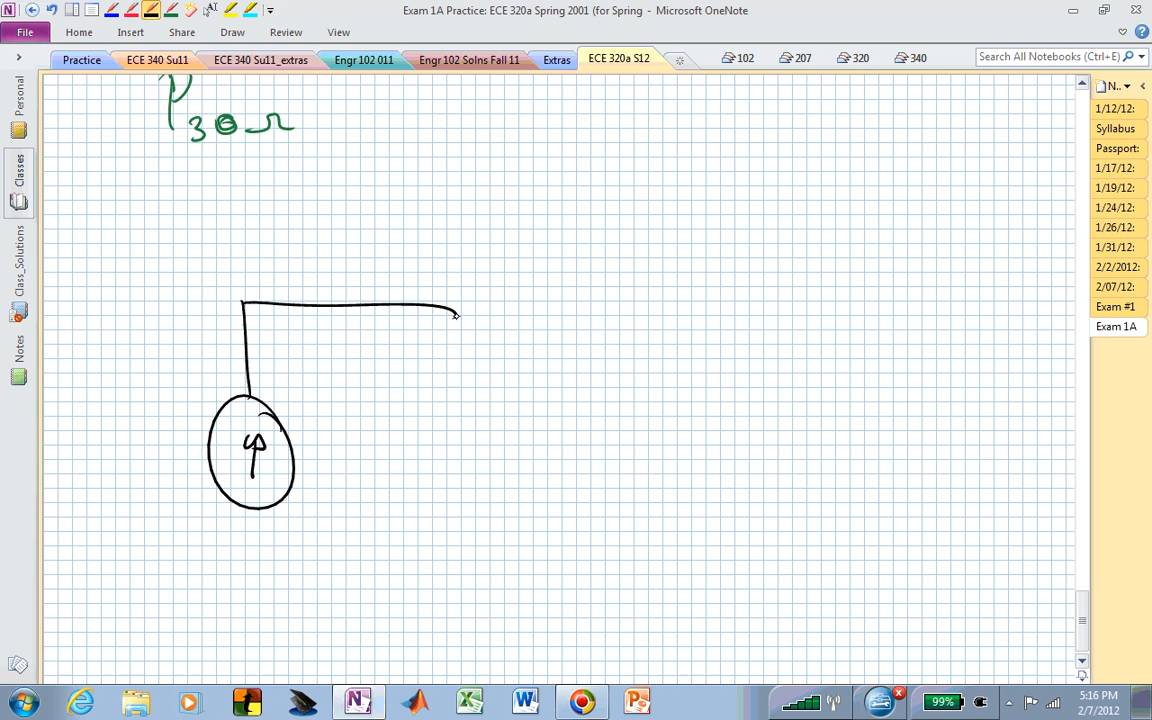 Exam 1A Practice: ECE 320a Spring 2001 (for Spring - Microsoft OneNote
File Home Insert Share Draw Review View
Practice ECE 340 Su11 ECE 340 Su11_extras Engr 102 011 Engr 102 Solns Fall 11 Extras ECE 320a S12 102 207 320 340 Search All Notebooks (Ctrl+E)
Personal
Classes
Class_Solutions
Notes
N..
1/12/12:
Syllabus
Passport:
1/17/12:
1/19/12:
1/24/12:
1/26/12:
1/31/12:
2/2/2012:
2/07/12:
Exam #1
Exam 1A
P 30Ω
99%
5:16 PM
2/7/2012